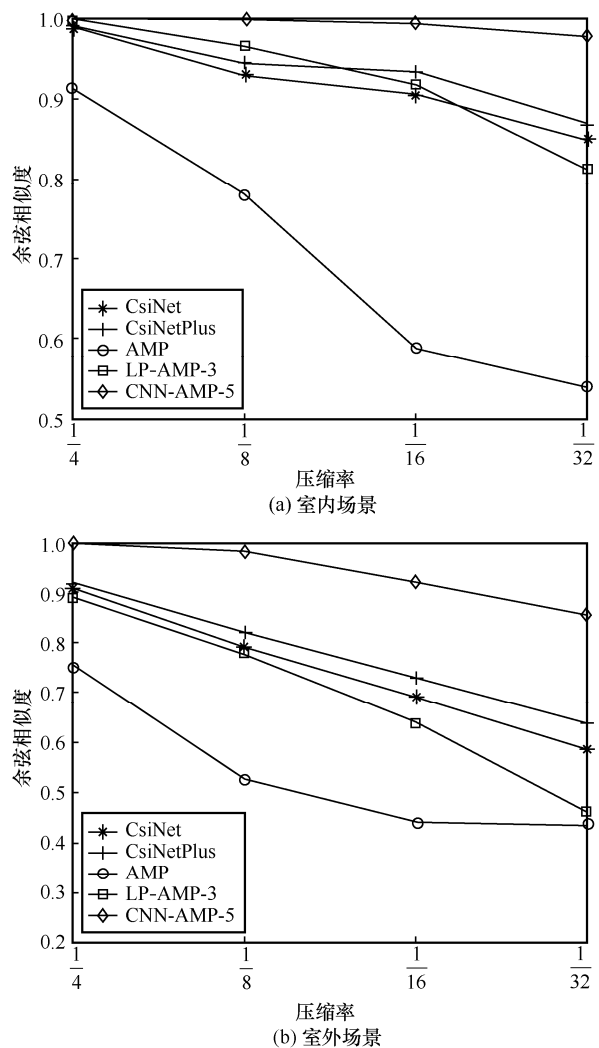 1.0
0.9
0.8
0.7
0.6
0.5
余弦相似度
CsiNet
CsiNetPlus
AMP
LP-AMP-3
CNN-AMP-5
1/4
1/8
1/16
1/32
压缩率
(a) 室内场景
1.0
0.9
0.8
0.7
0.6
0.5
0.4
0.3
0.2
余弦相似度
CsiNet
CsiNetPlus
AMP
LP-AMP-3
CNN-AMP-5
1/4
1/8
1/16
1/32
压缩率
(b) 室外场景